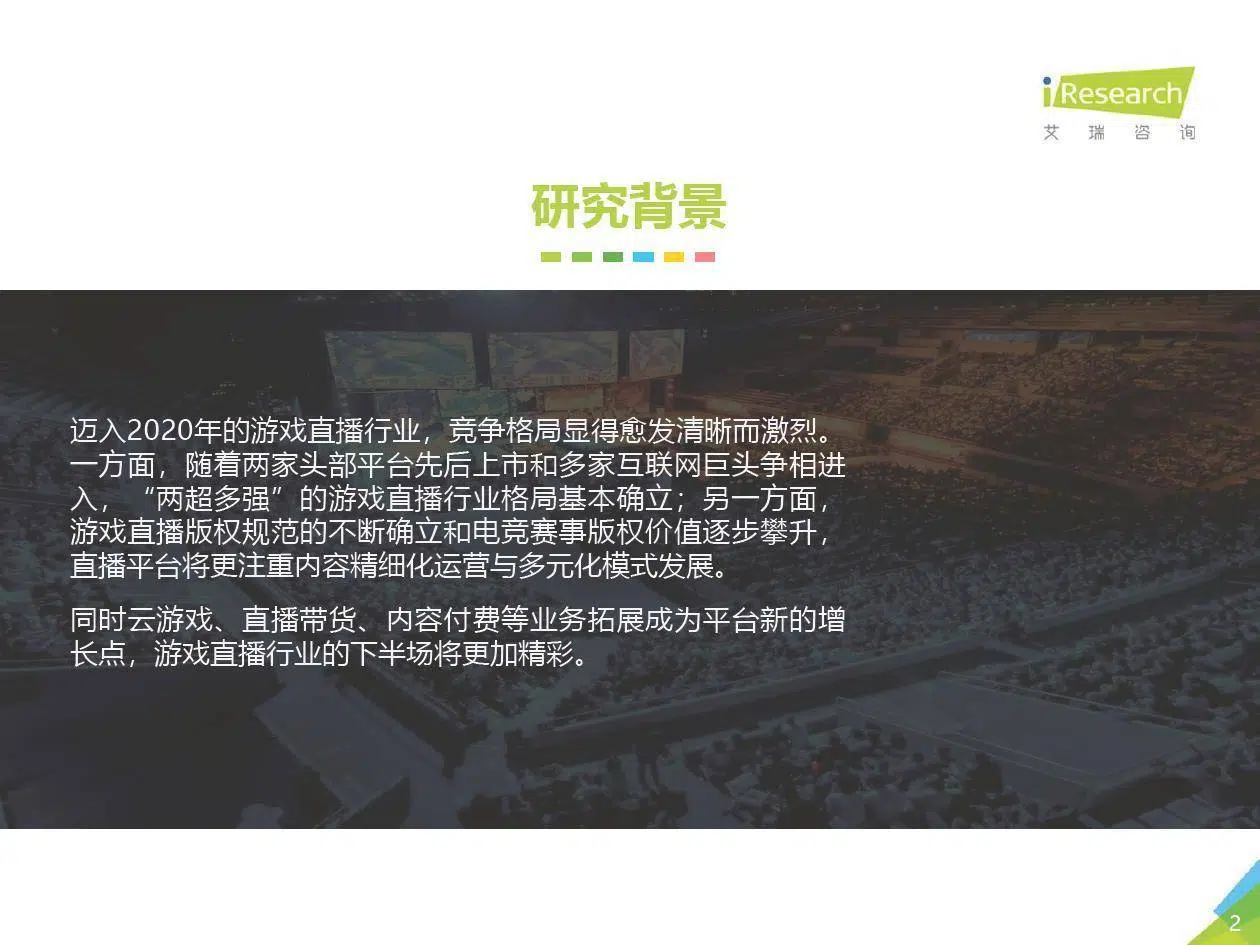 iResearch
艾瑞咨询
研究背景
迈入2020年的游戏直播行业，竞争格局显得愈发清晰而激烈。
一方面，随着两家头部平台先后上市和多家互联网巨头争相进
入，“两超多强”的游戏直播行业格局基本确立；另一方面，
游戏直播版权规范的不断确立和电竞赛事版权价值逐步攀升，
直播平台将更注重内容精细化运营与多元化模式发展。
同时云游戏、直播带货、内容付费等业务拓展成为平台新的增
长点，游戏直播行业的下半场将更加精彩。
2